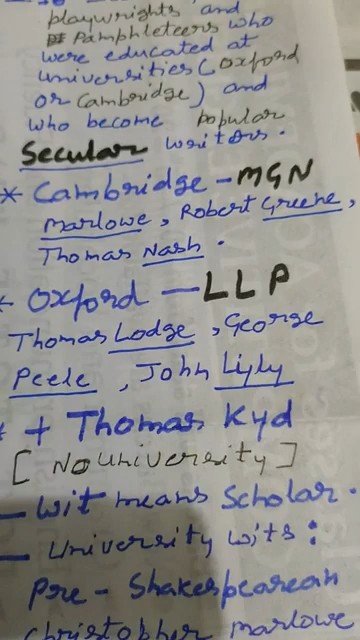 playwrights and
Pamphleteers who
were educated at
universities (Oxford
or Cambridge) and
who become popular
Secular writers.
* Cambridge - MGN
Marlowe, Robert Greene,
Thomas Nash.
Oxford - LLP
Thomas Lodge, George
Peele, John Lyly
* + Thomas Kyd
[No University]
- Wit means Scholar.
- University wits:
Pre - Shakespearean
Christopher Marlowe